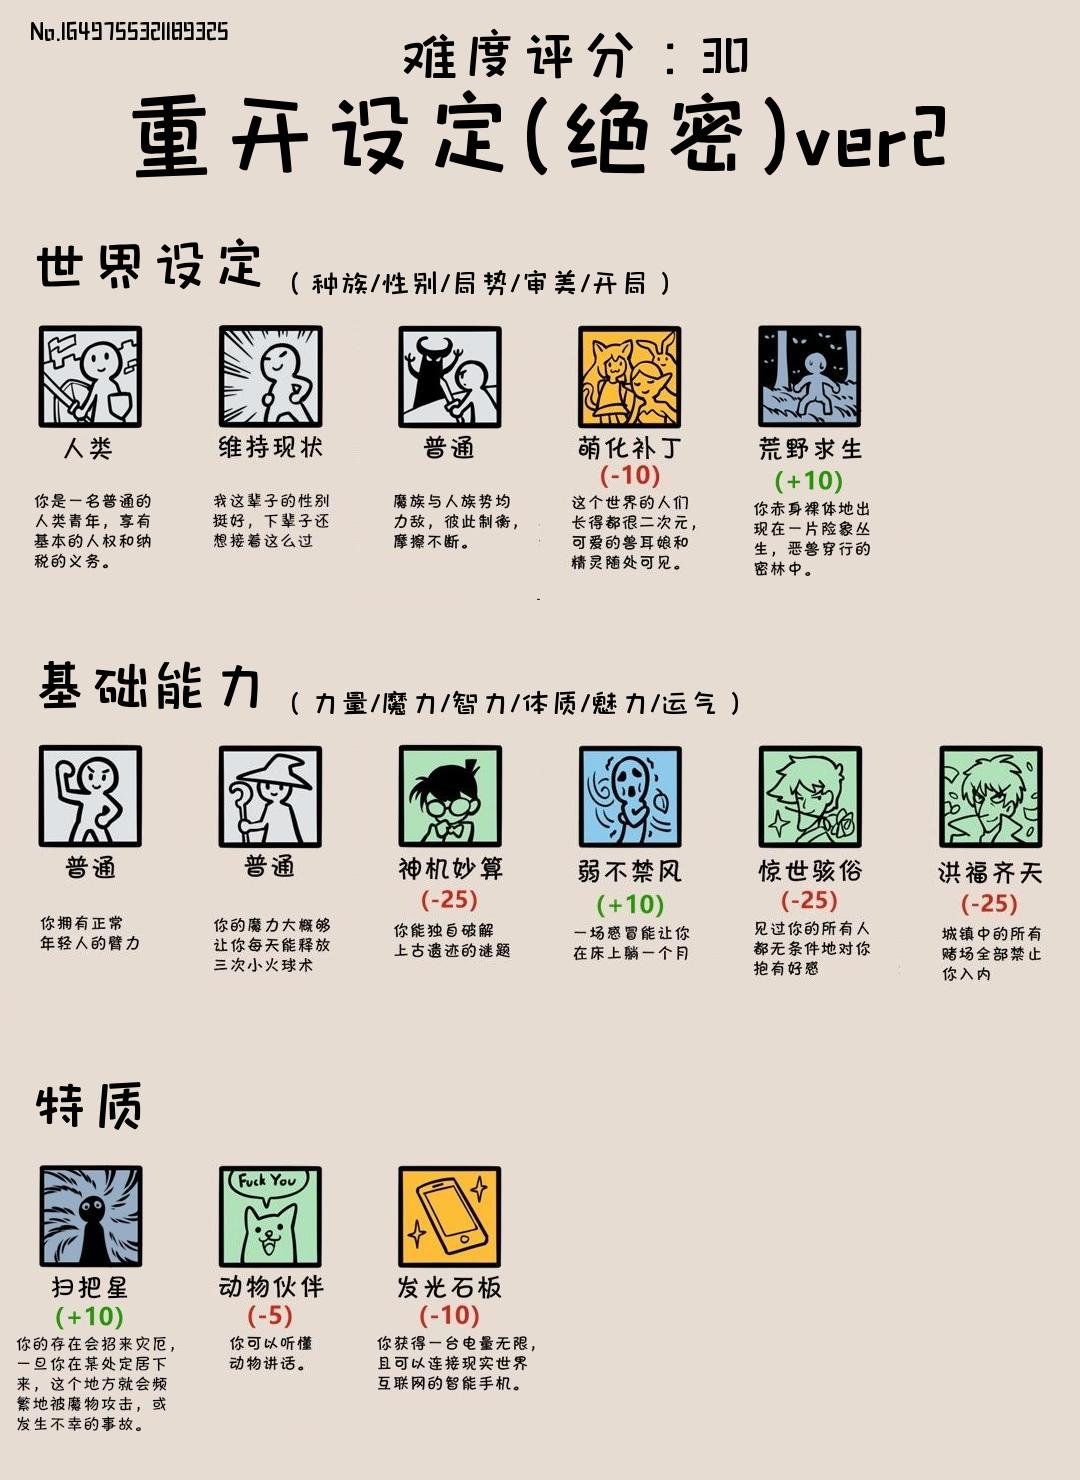 No.1649755321189325
难度评分：30
重开设定(绝密)ver2
世界设定（种族/性别/局势/审美/开局）
人类
你是一名普通的
人类青年，享有
基本的人权和纳
税的义务。
维持现状
我这辈子的性别
挺好，下辈子还
想接着这么过
普通
魔族与人族势均
力敌，彼此制衡，
摩擦不断。
萌化补丁
(-10)
这个世界的人们
长得都很二次元，
可爱的兽耳娘和
精灵随处可见。
荒野求生
(+10)
你赤身裸体地出
现在一片险象丛
生，恶兽穿行的
密林中。
基础能力（力量/魔力/智力/体质/魅力/运气）
普通
你拥有正常
年轻人的臂力
普通
你的魔力大概够
让你每天能释放
三次小火球术
神机妙算
(-25)
你能独自破解
上古遗迹的谜题
弱不禁风
(+10)
一场感冒能让你
在床上躺一个月
惊世骇俗
(-25)
见过你的所有人
都无条件地对你
抱有好感
洪福齐天
(-25)
城镇中的所有
赌场全部禁止
你入内
特质
扫把星
(+10)
你的存在会招来灾厄，
一旦你在某处定居下
来，这个地方就会频
繁地被魔物攻击，或
发生不幸的事故。
Fuck You
动物伙伴
(-5)
你可以听懂
动物讲话。
发光石板
(-10)
你获得一台电量无限，
且可以连接现实世界
互联网的智能手机。